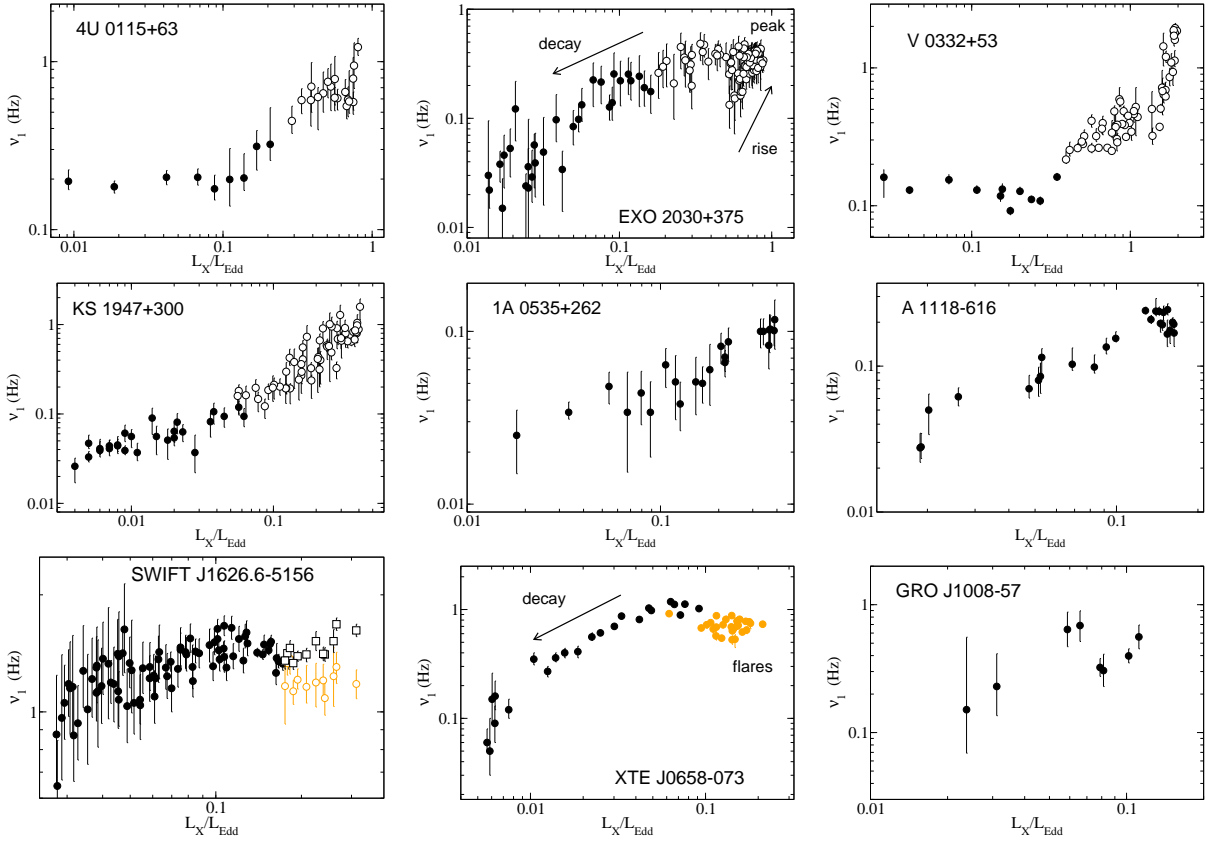 4U 0115+63
1
0.1
ν1 (Hz)
0.01
0.1
1
LX/LEdd
1
0.1
0.01
ν1 (Hz)
decay
peak
rise
EXO 2030+375
0.01
0.1
1
LX/LEdd
V 0332+53
1
0.1
ν1 (Hz)
0.1
1
LX/LEdd
KS 1947+300
1
0.1
0.01
ν1 (Hz)
0.01
0.1
LX/LEdd
1A 0535+262
0.1
0.01
ν1 (Hz)
0.01
0.1
LX/LEdd
A 1118-616
0.1
0.01
ν1 (Hz)
0.1
LX/LEdd
SWIFT J1626.6-5156
1
ν1 (Hz)
0.1
LX/LEdd
decay
1
0.1
ν1 (Hz)
flares
XTE J0658-073
0.01
0.1
LX/LEdd
GRO J1008-57
1
0.1
ν1 (Hz)
0.01
0.1
LX/LEdd